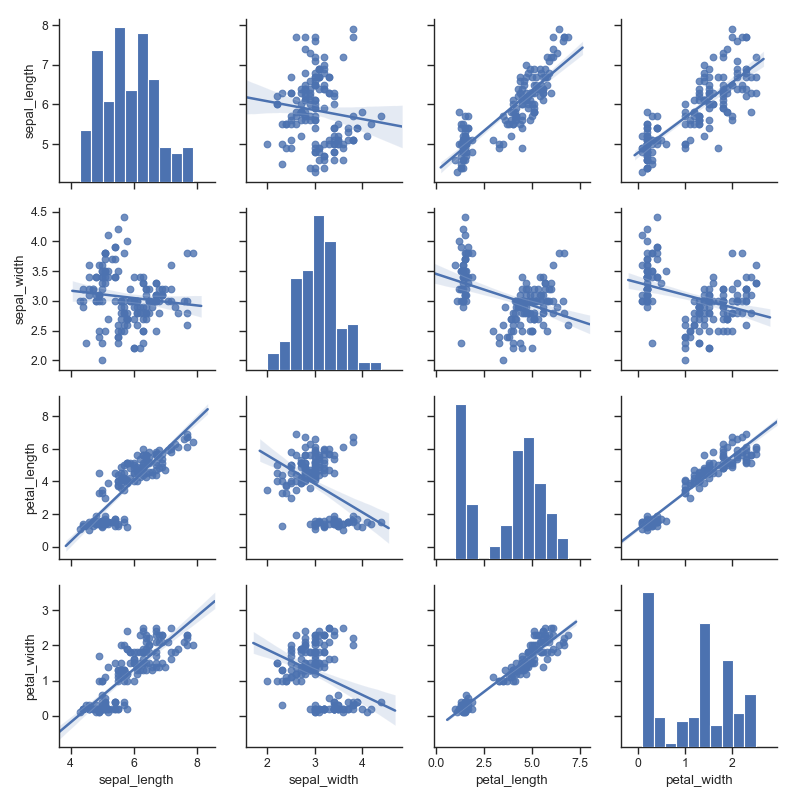 sepal_length
8
7
6
5
sepal_width
4.5
4.0
3.5
3.0
2.5
2.0
petal_length
8
6
4
2
0
petal_width
3
2
1
0
4 6 8
2 3 4
0.0 2.5 5.0 7.5
0 1 2
sepal_length
sepal_width
petal_length
petal_width